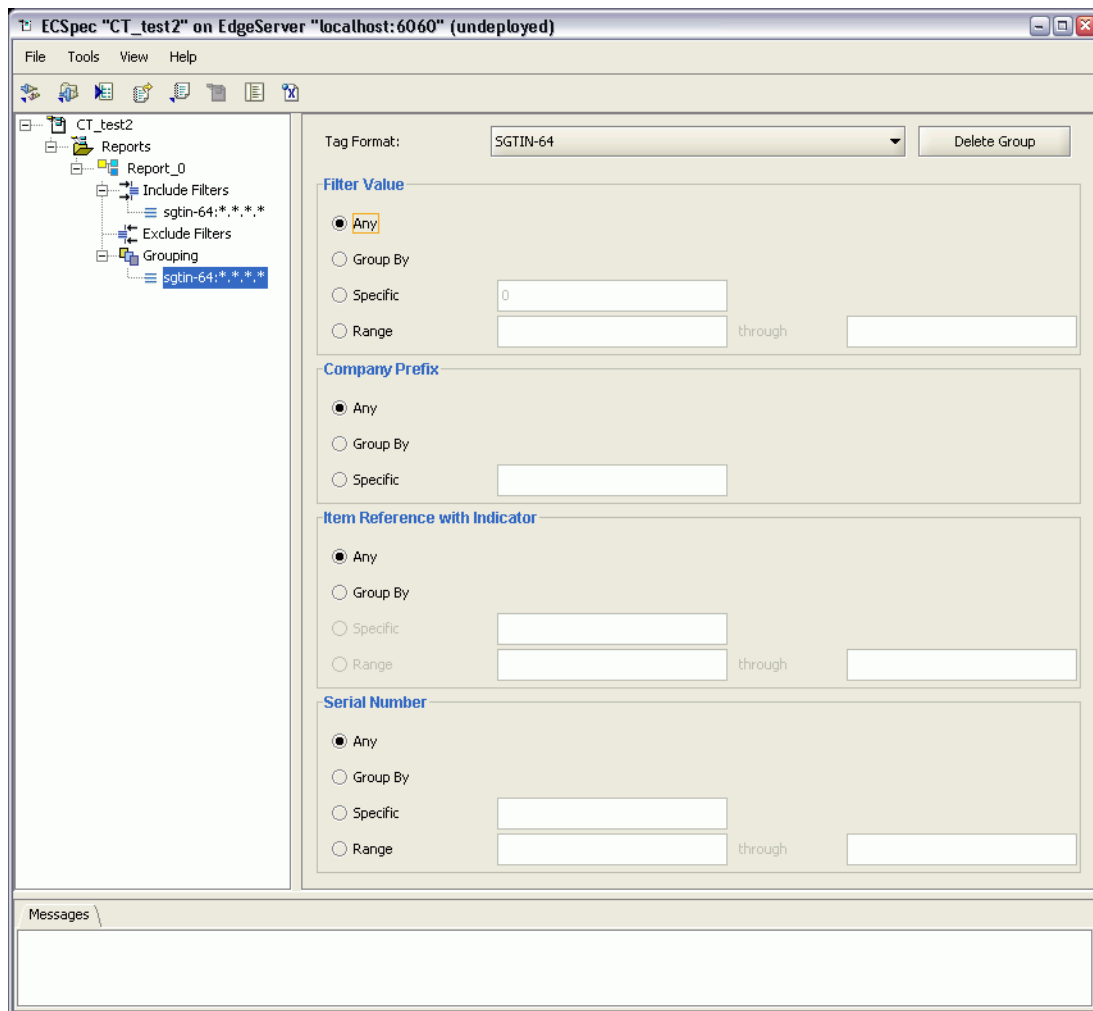 ECSpec "CT_test2" on EdgeServer "localhost:6060" (undeployed)
File Tools View Help
CT_test2
Reports
Report_0
Include Filters
sgtin-64:*.*.*.*
Exclude Filters
Grouping
sgtin-64:*.*.*.*
Tag Format: SGTIN-64 Delete Group
Filter Value
Any
Group By
Specific 0
Range through
Company Prefix
Any
Group By
Specific
Item Reference with Indicator
Any
Group By
Specific
Range through
Serial Number
Any
Group By
Specific
Range through
Messages